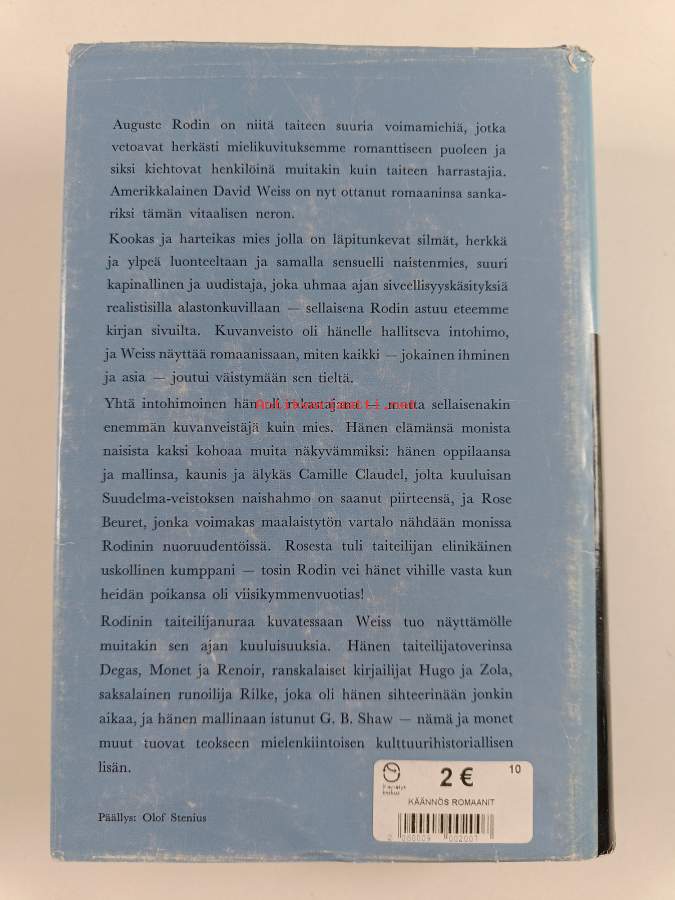 Auguste Rodin on niitä taiteen suuria voimamiehiä, jotka
vetoavat herkästi mielikuvituksemme romanttiseen puoleen ja
siksi kiehtovat henkilöinä muitakin kuin taiteen harrastajia.
Amerikkalainen David Weiss on nyt ottanut romaaninsa sanka-
riksi tämän vitaalisen neron.
Kookas ja harteikas mies jolla on läpitunkevat silmät, herkkä
ja ylpeä luonteeltaan ja samalla sensuelli naistenmies, suuri
kapinallinen ja uudistaja, joka uhmaa ajan siveellisyyskäsityksiä
realistisilla alastonkuvillaan — sellaisena Rodin astuu eteemme
kirjan sivuilta. Kuvanveisto oli hänelle hallitseva intohimo,
ja Weiss näyttää romaanissaan, miten kaikki — jokainen ihminen
ja asia — joutui väistymään sen tieltä.
Yhtä intohimoinen hän oli rakastajana — mutta sellaisenakin
Antikvariaatti.net
enemmän kuvanveistäjä kuin mies. Hänen elämänsä monista
naisista kaksi kohoaa muita näkyvämmiksi: hänen oppilaansa
ja mallinsa, kaunis ja älykäs Camille Claudel, jolta kuuluisan
Suudelma-veistoksen naishahmo on saanut piirteensä, ja Rose
Beuret, jonka voimakas maalaistytön vartalo nähdään monissa
Rodinin nuoruudentöissä. Rosesta tuli taiteilijan elinikäinen
uskollinen kumppani — tosin Rodin vei hänet vihille vasta kun
heidän poikansa oli viisikymmenvuotias!
Rodinin taiteilijanuraa kuvatessaan Weiss tuo näyttämölle
muitakin sen ajan kuuluisuuksia. Hänen taiteilijatoverinsa
Degas, Monet ja Renoir, ranskalaiset kirjailijat Hugo ja Zola,
saksalainen runoilija Rilke, joka oli hänen sihteerinään jonkin
aikaa, ja hänen mallinaan istunut G. B. Shaw — nämä ja monet
muut tuovat teokseen mielenkiintoisen kulttuurihistoriallisen
lisän.
Päällys: Olof Stenius
2 €
10
KÄÄNNÖS ROMAANIT